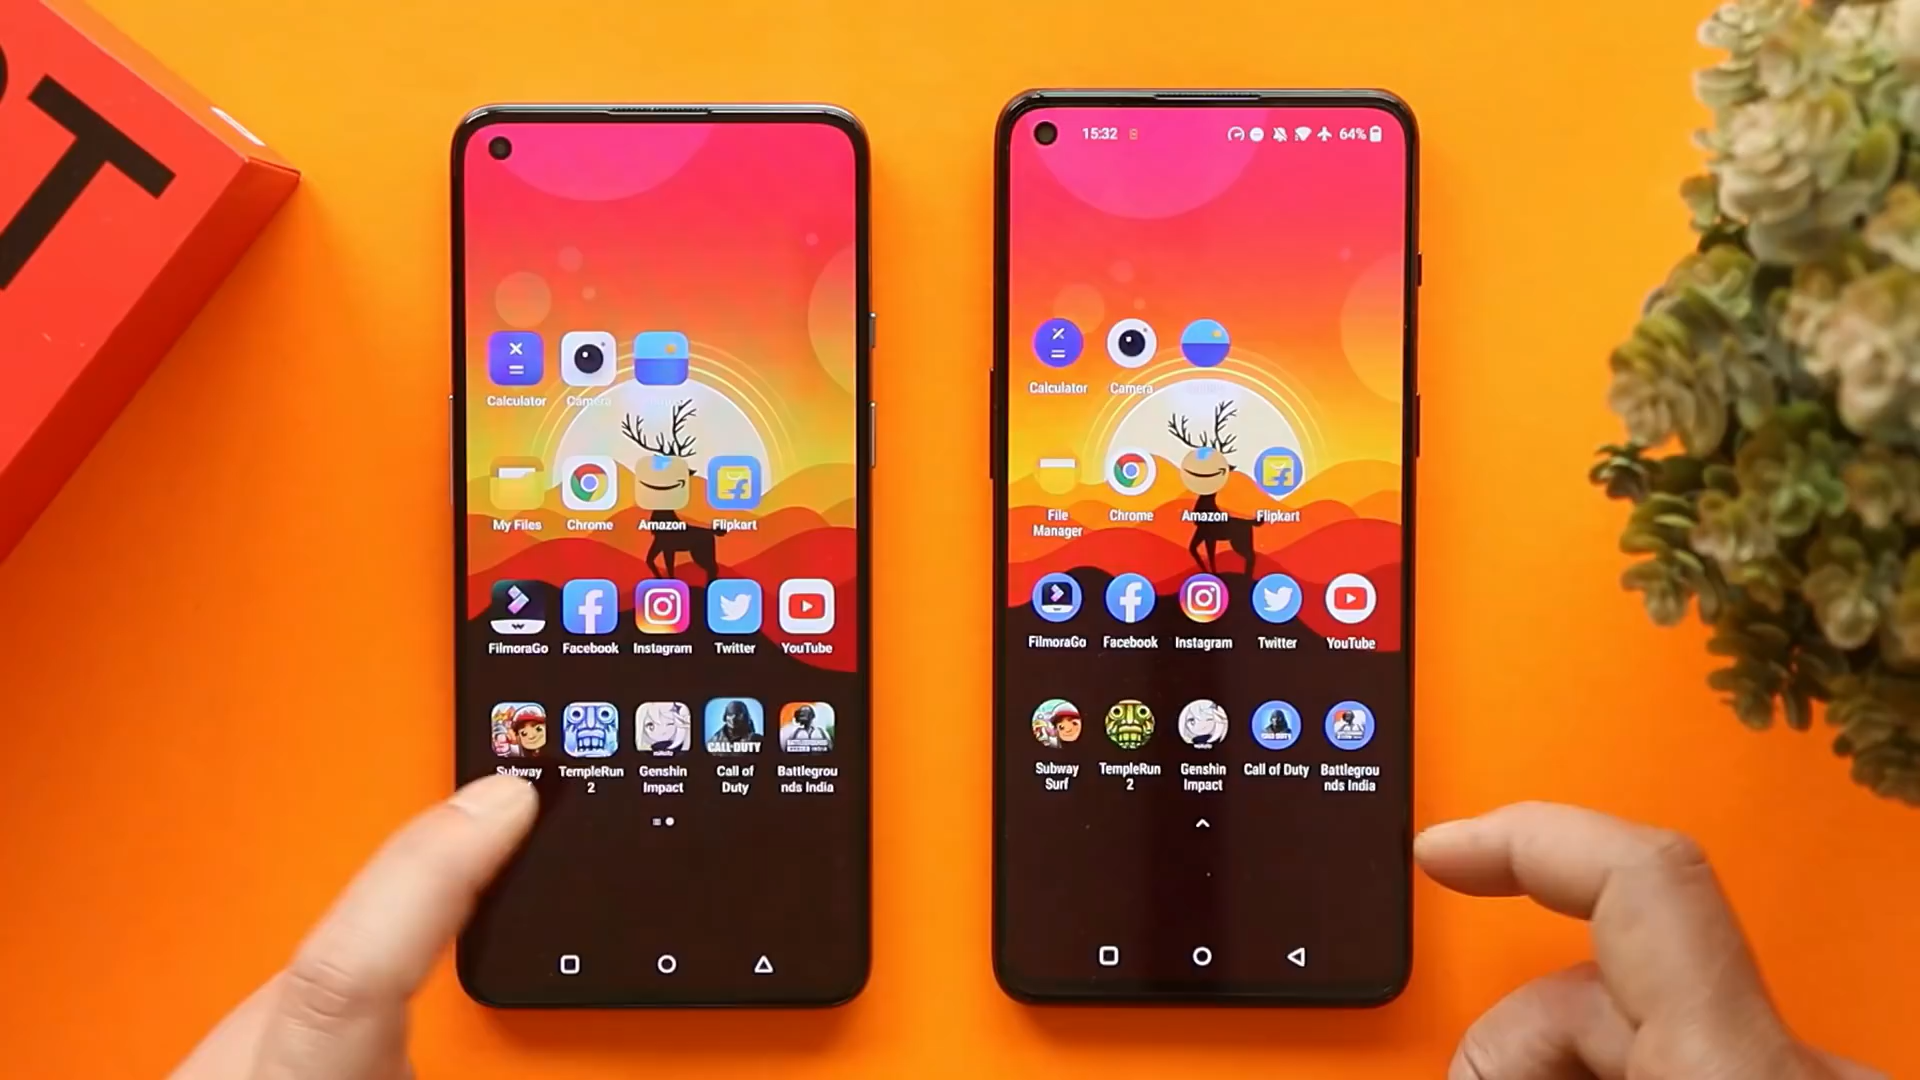 T
Calculator
Camera
My Files
Chrome
Amazon
Flipkart
FilmoraGo
Facebook
Instagram
Twitter
YouTube
Subway
TempleRun
2
Genshin
Impact
CALL·DUTY
Call of
Duty
Battlegrou
nds India
15:32
64%
Calculator
Camera
File
Manager
Chrome
Amazon
Flipkart
FilmoraGo
Facebook
Instagram
Twitter
YouTube
Subway
Surf
TempleRun
2
Genshin
Impact
Call of Duty
Battlegrou
nds India